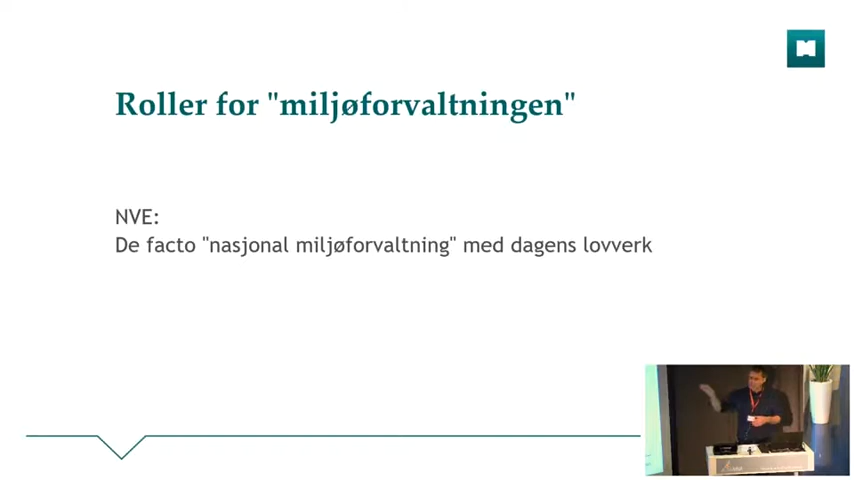 Roller for "miljøforvaltningen"
NVE:
De facto "nasjonal miljøforvaltning" med dagens lovverk